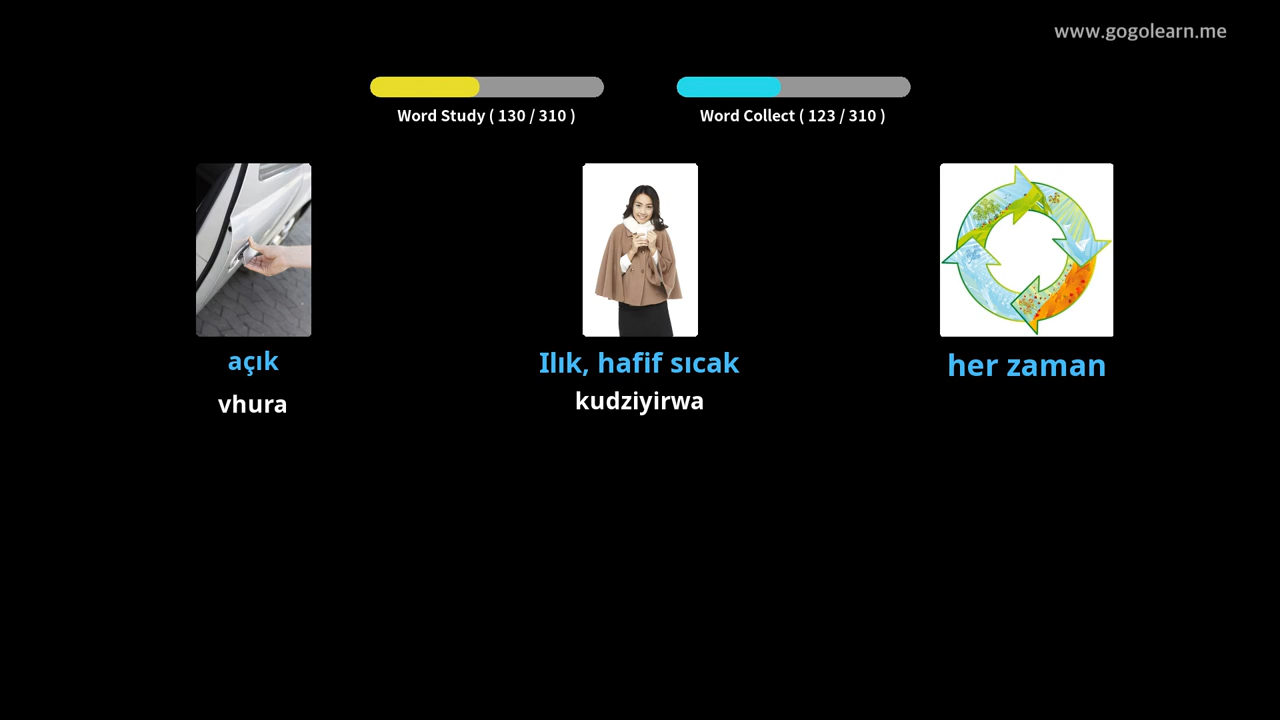 www.gogolearn.me
Word Study ( 130 / 310 )
Word Collect ( 123 / 310 )
açık
vhura
Ilık, hafif sıcak
kudziyirwa
her zaman